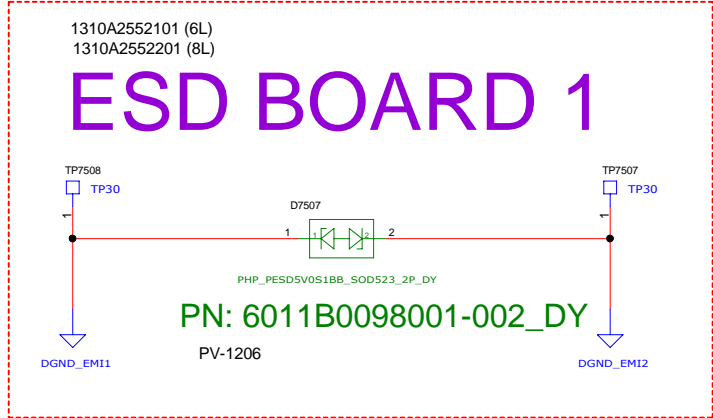 1310A2552101 (6L)
1310A2552201 (8L)
ESD BOARD 1
TP7508
TP30
1
TP7507
TP30
1
D7507
1
1
2
2
PHP_PESD5V0S1BB_SOD523_2P_DY
PN: 6011B0098001-002_DY
PV-1206
DGND_EMI1
DGND_EMI2